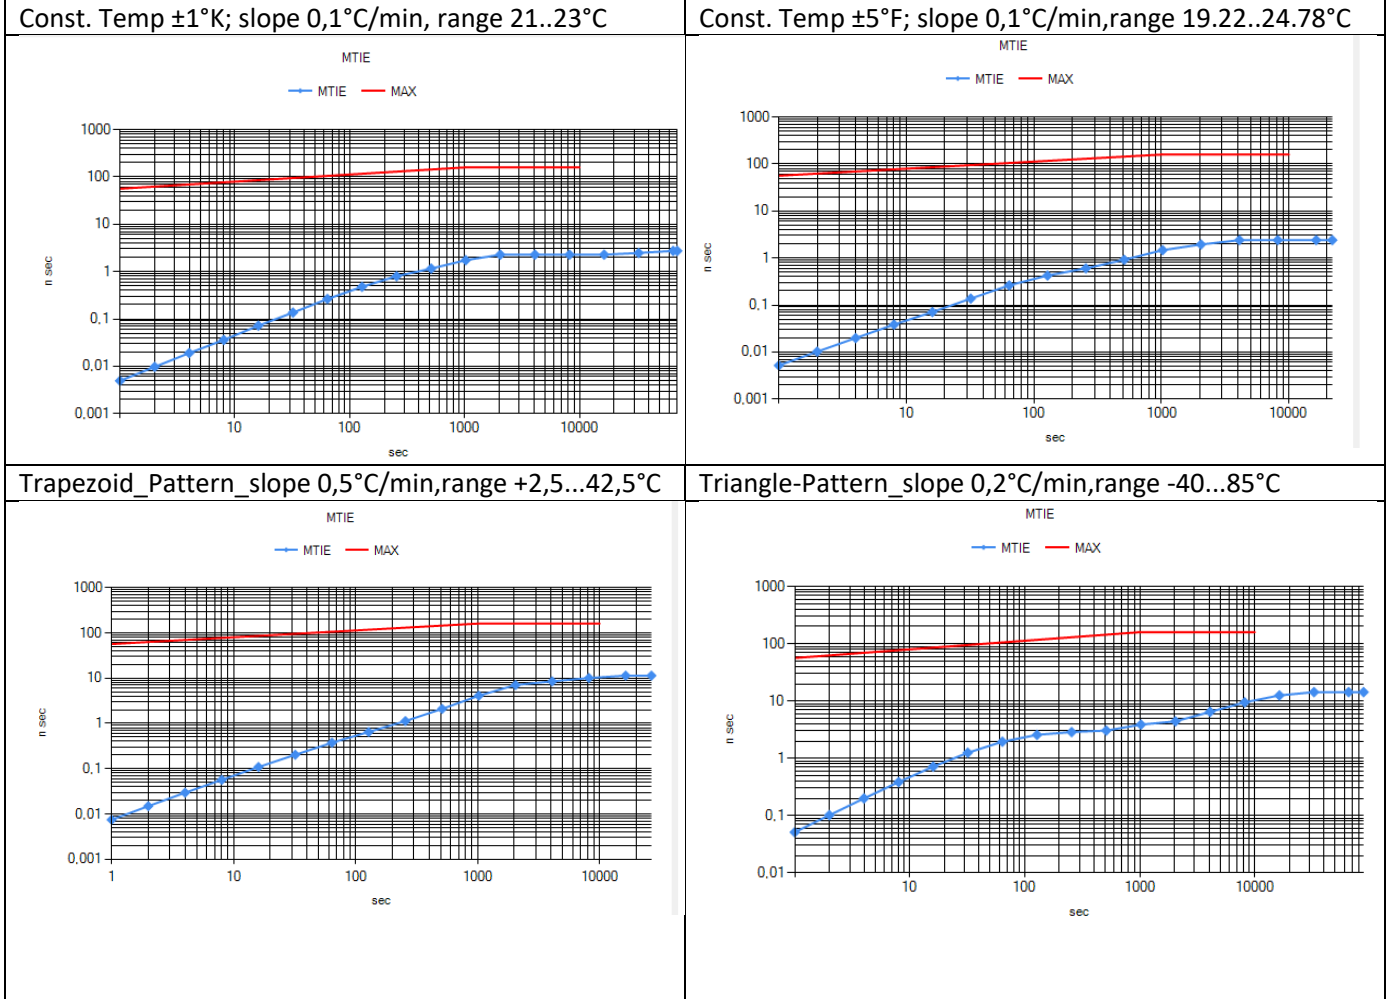 Const. Temp ±1°K; slope 0,1°C/min, range 21..23°C
MTIE
MTIE MAX
1000
100
10
1
0,1
0,01
0,001
n sec
10 100 1000 10000
sec
Const. Temp ±5°F; slope 0,1°C/min,range 19.22..24.78°C
MTIE
MTIE MAX
1000
100
10
1
0,1
0,01
0,001
n sec
10 100 1000 10000
sec
Trapezoid_Pattern_slope 0,5°C/min,range +2,5...42,5°C
MTIE
MTIE MAX
1000
100
10
1
0,1
0,01
0,001
n sec
1 10 100 1000 10000
sec
Triangle-Pattern_slope 0,2°C/min,range -40...85°C
MTIE
MTIE MAX
1000
100
10
1
0,1
0,01
n sec
10 100 1000 10000
sec